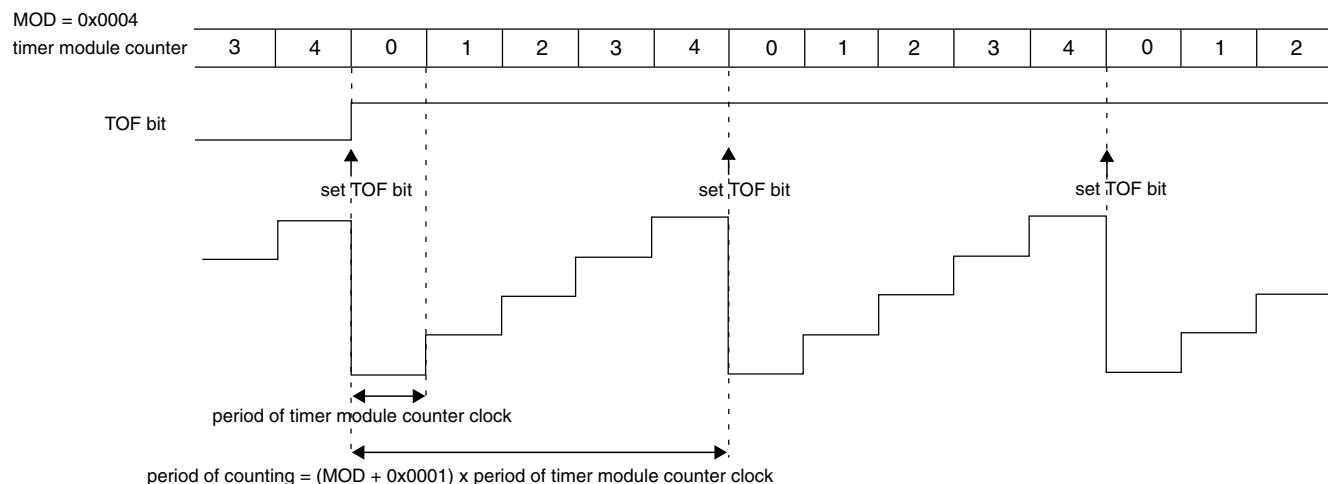 MOD = 0x0004
timer module counter 3 4 0 1 2 3 4 0 1 2 3 4 0 1 2
TOF bit
set TOF bit set TOF bit set TOF bit
period of timer module counter clock
period of counting = (MOD + 0x0001) x period of timer module counter clock